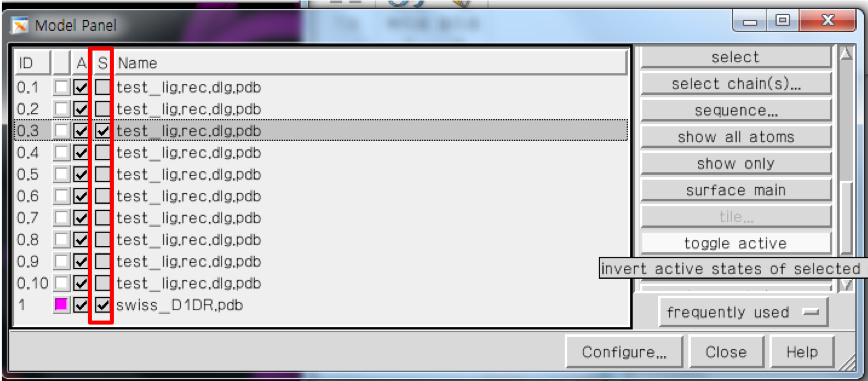 Model Panel
ID A S Name
0.1 test_lig.rec.dlg.pdb
0.2 test_lig.rec.dlg.pdb
0.3 test_lig.rec.dlg.pdb
0.4 test_lig.rec.dlg.pdb
0.5 test_lig.rec.dlg.pdb
0.6 test_lig.rec.dlg.pdb
0.7 test_lig.rec.dlg.pdb
0.8 test_lig.rec.dlg.pdb
0.9 test_lig.rec.dlg.pdb
0.10 test_lig.rec.dlg.pdb
1 swiss_D1DR.pdb
select
select chain(s)...
sequence...
show all atoms
show only
surface main
tile...
toggle active
invert active states of selected
frequently used
Configure... Close Help